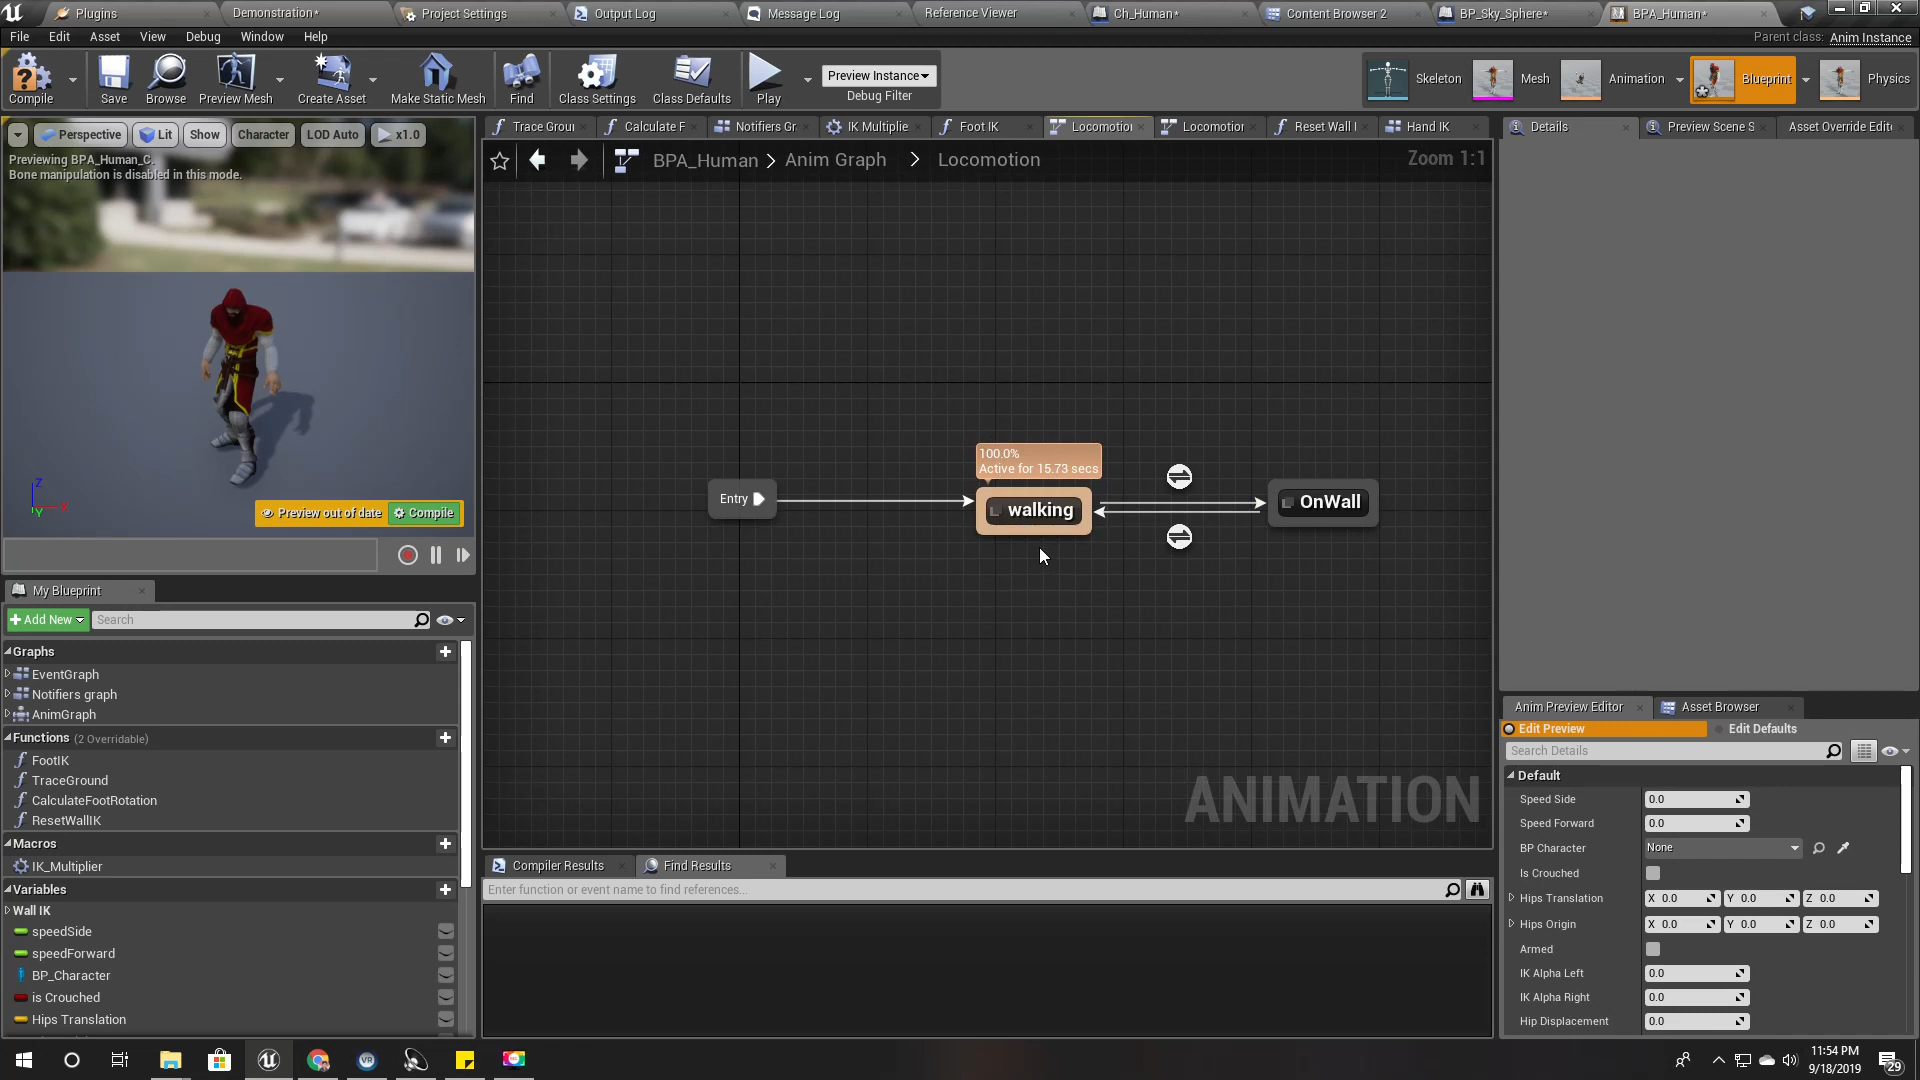 Plugins
Demonstration*
Project Settings
Output Log
Message Log
Reference Viewer
Ch_Human*
Content Browser 2
BP_Sky_Sphere*
BPA_Human*
File Edit Asset View Debug Window Help
Parent class: Anim Instance
Compile
Save
Browse
Preview Mesh
Create Asset
Make Static Mesh
Find
Class Settings
Class Defaults
Play
Preview Instance
Debug Filter
Skeleton
Mesh
Animation
Blueprint
Physics
Perspective
Lit
Show
Character
LOD Auto
x1.0
Previewing BPA_Human_C.
Bone manipulation is disabled in this mode.
Z
X
Y
Preview out of date
Compile
Trace Grou
Calculate F
Notifiers Gr
IK Multiplie
Foot IK
Locomotio
Locomotior
Reset Wall I
Hand IK
BPA_Human > Anim Graph > Locomotion
Zoom 1:1
Entry
100.0%
Active for 15.73 secs
walking
OnWall
ANIMATION
My Blueprint
Add New
Search
Graphs
EventGraph
Notifiers graph
AnimGraph
Functions (2 Overridable)
FootIK
TraceGround
CalculateFootRotation
ResetWallIK
Macros
IK_Multiplier
Variables
Wall IK
speedSide
speedForward
BP_Character
is Crouched
Hips Translation
Compiler Results
Find Results
Enter function or event name to find references...
Details
Preview Scene S
Asset Override Edit
Anim Preview Editor
Asset Browser
Edit Preview
Edit Defaults
Search Details
Default
Speed Side 0.0
Speed Forward 0.0
BP Character None
Is Crouched
Hips Translation X 0.0 Y 0.0 Z 0.0
Hips Origin X 0.0 Y 0.0 Z 0.0
Armed
IK Alpha Left 0.0
IK Alpha Right 0.0
Hip Displacement 0.0
11:54 PM
9/18/2019
29